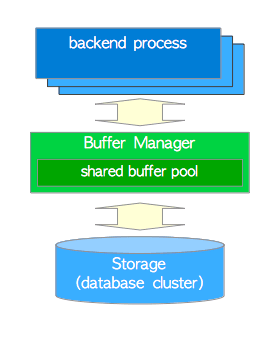 backend process
Buffer Manager
shared buffer pool
Storage
(database cluster)